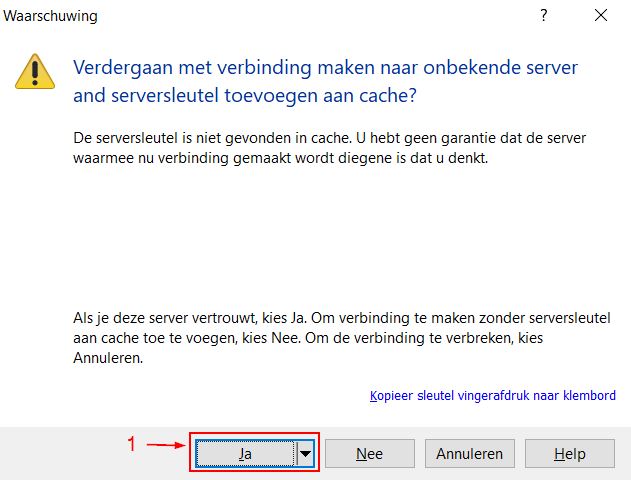 Waarschuwing
?
Verdergaan met verbinding maken naar onbekende server
and serversleutel toevoegen aan cache?
De serversleutel is niet gevonden in cache. U hebt geen garantie dat de server
waarmee nu verbinding gemaakt wordt diegene is dat u denkt.
Als je deze server vertrouwt, kies Ja. Om verbinding te maken zonder serversleutel
aan cache toe te voegen, kies Nee. Om de verbinding te verbreken, kies
Annuleren.
Kopieer sleutel vingerafdruk naar klembord
1
Ja
Nee
Annuleren
Help